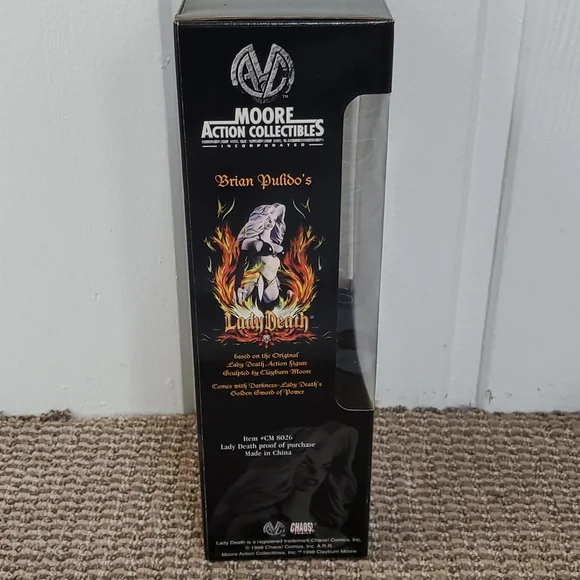 MAC
TM
MOORE
ACTION COLLECTIBLES
INCORPORATED
Brian Pulido's
Lady Death®
based on the Original
Lady Death Action Figure
Sculpted by Clayburn Moore
Comes with Darkness-Lady Death's
Golden Sword of Power
Item #CM 8026
Lady Death proof of purchase
Made in China
CHAOS!
COMICS
Lady Death is a registered trademark Chaos! Comics, Inc.
© 1998 Chaos! Comics, Inc. A.R.R.
Moore Action Collectibles, Inc.™1998 Clayburn Moore